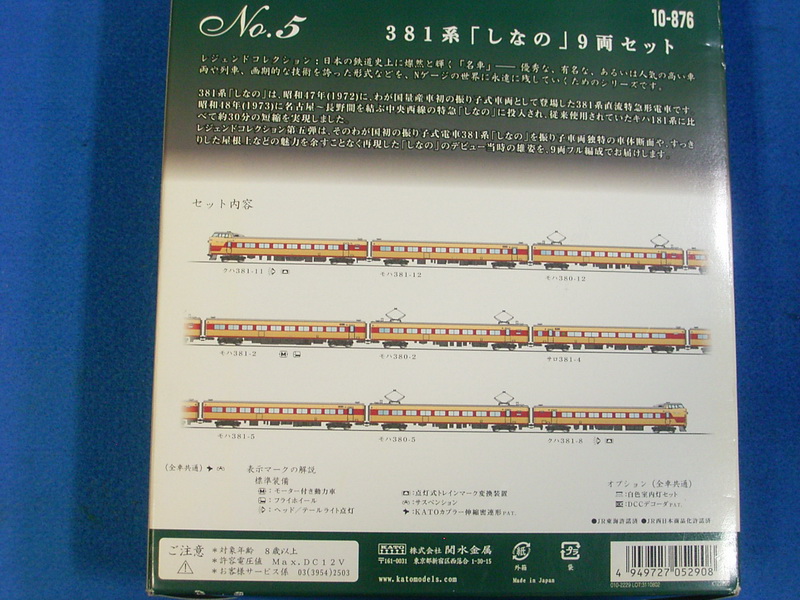 No.5
10-876
381系「しなの」9両セット
レジェンドコレクション：日本の鉄道史上に燦然と輝く「名車」── 優秀な、有名な、あるいは人気の高い車
両や列車、画期的な技術を誇った形式などを、Nゲージの世界に永遠に残していくためのシリーズです。
381系「しなの」は、昭和47年(1972)に、わが国量産車初の振り子式車両として登場した381系直流特急形電車です。
昭和48年(1973)に名古屋～長野間を結ぶ中央西線の特急「しなの」に投入され、従来使用されていたキハ181系に比
べて約30分の短縮を実現しました。
レジェンドコレクション第五弾は、そのわが国初の振り子式電車381系「しなの」を振り子車両独特の車体断面や、すっき
りした屋根上などの魅力を余すことなく再現した「しなの」のデビュー当時の雄姿を、9両フル編成でお届けします。
セット内容
クハ381-11 モハ381-12 モハ380-12
モハ381-2 モハ380-2 サロ381-4
モハ381-5 モハ380-5 クハ381-8
(全車共通)
表示マークの解説
標準装備
：モーター付き動力車
：フライホイール
：ヘッド／テールライト点灯
：点灯式トレインマーク変換装置
：サスペンション
：KATOカプラー伸縮密連形 PAT.
オプション (全車共通)
：白色室内灯セット
：DCCデコーダ PAT.
●JR東海許諾済 ●JR西日本商品化許諾済
ご注意
＊対象年齢 8歳以上
＊許容電圧値 Max.DC12V
＊お客様サービス係 03(3954)2503
KATO 株式会社 関水金属
〒161-0031 東京都新宿区西落合 1-30-15
www.katomodels.com
紙
外箱
プラ
袋
Made in Japan
4 949727 052908